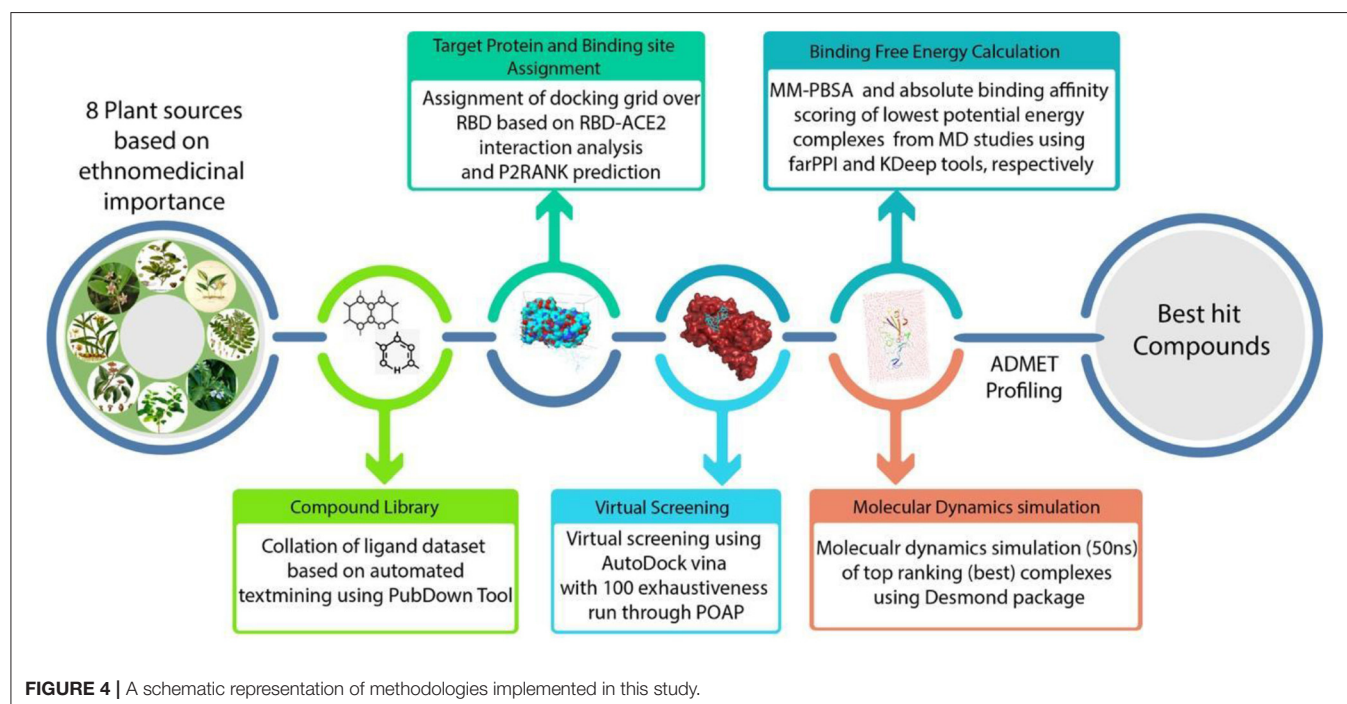 8 Plant sources
based on
ethnomedicinal
importance
Target Protein and Binding site
Assignment
Assignment of docking grid over
RBD based on RBD-ACE2
interaction analysis
and P2RANK prediction
Binding Free Energy Calculation
MM-PBSA and absolute binding affinity
scoring of lowest potential energy
complexes from MD studies using
farPPI and KDeep tools, respectively
H
ADMET
Profiling
Best hit
Compounds
Compound Library
Collation of ligand dataset
based on automated
textmining using PubDown Tool
Virtual Screening
Virtual screening using
AutoDock vina
with 100 exhaustiveness
run through POAP
Molecular Dynamics simulation
Molecualr dynamics simulation (50ns)
of top ranking (best) complexes
using Desmond package
FIGURE 4 | A schematic representation of methodologies implemented in this study.